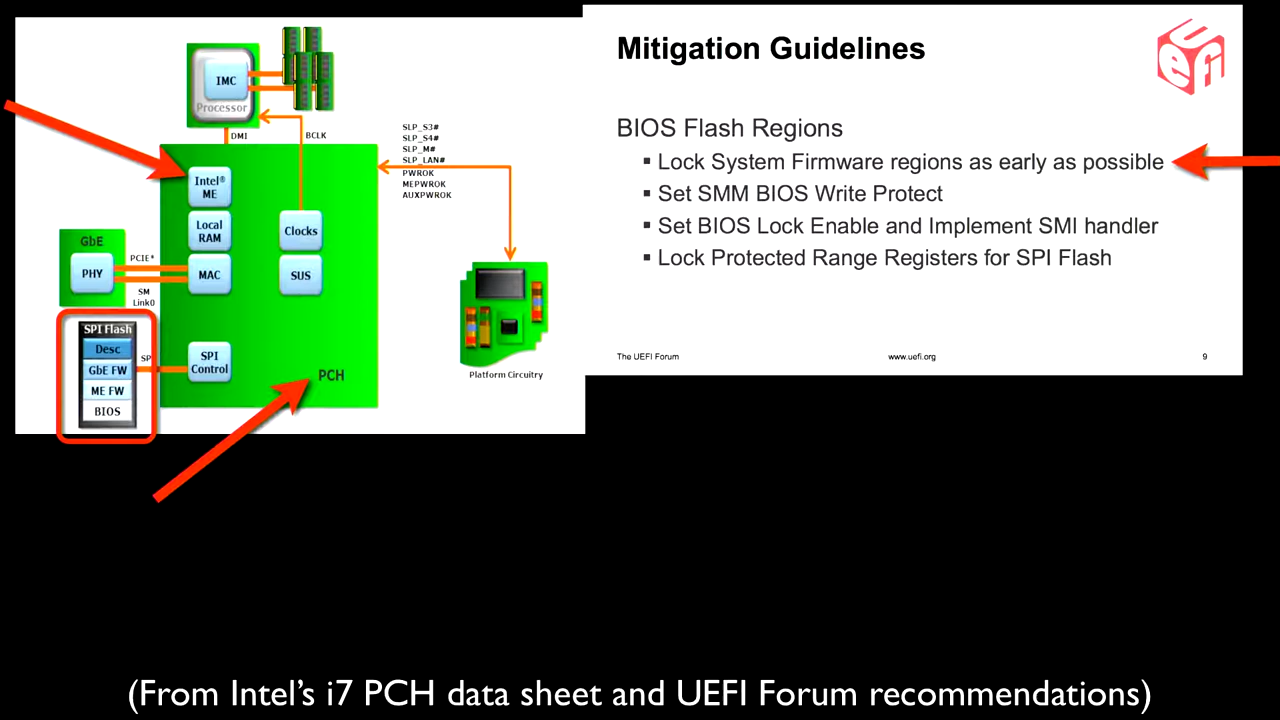 IMC
Processor
DMI
BCLK
SLP_S3#
SLP_S4#
SLP_M#
SLP_LAN#
PWROK
MEPWROK
AUXPWROK
Intel®
ME
Local
RAM
Clocks
GbE
PHY
PCIE*
SM
Link0
MAC
SUS
SPI Flash
Desc
GbE FW
ME FW
BIOS
SP
SPI
Control
PCH
Platform Circuitry
Mitigation Guidelines
uefi
BIOS Flash Regions
▪ Lock System Firmware regions as early as possible
▪ Set SMM BIOS Write Protect
▪ Set BIOS Lock Enable and Implement SMI handler
▪ Lock Protected Range Registers for SPI Flash
The UEFI Forum
www.uefi.org
9
(From Intel's i7 PCH data sheet and UEFI Forum recommendations)